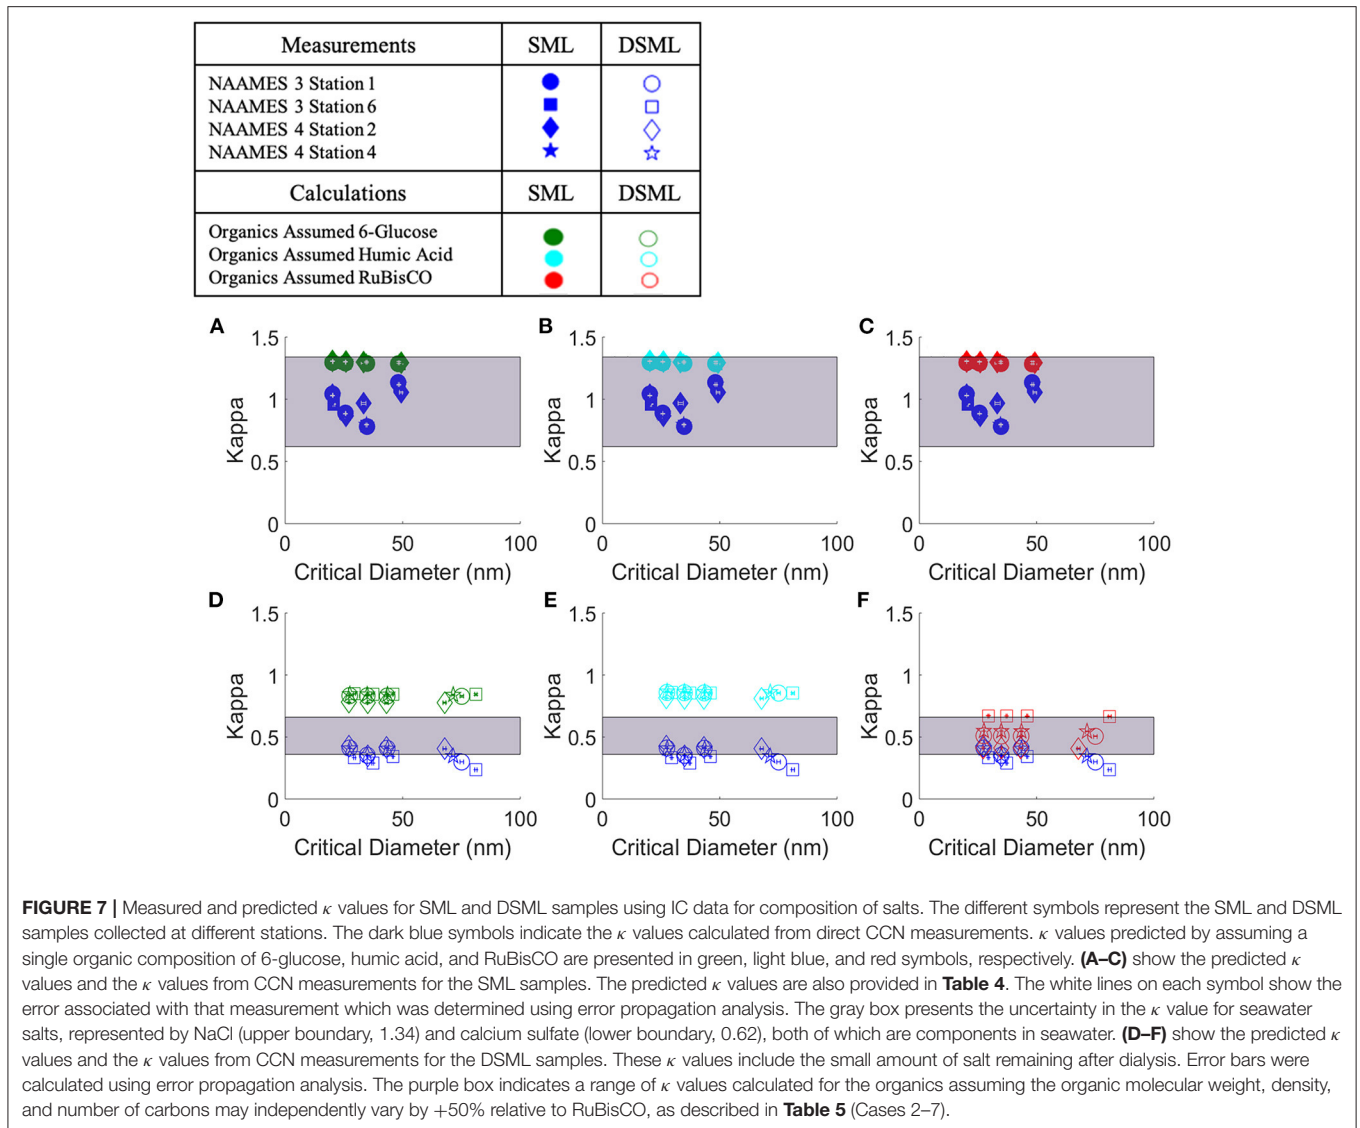 Measurements SML DSML
NAAMES 3 Station 1
NAAMES 3 Station 6
NAAMES 4 Station 2
NAAMES 4 Station 4
Calculations SML DSML
Organics Assumed 6-Glucose
Organics Assumed Humic Acid
Organics Assumed RuBisCO
A B C
1.5 1.5 1.5
1 1 1
0.5 0.5 0.5
0 0 0
Kappa Kappa Kappa
0 50 100 0 50 100 0 50 100
Critical Diameter (nm) Critical Diameter (nm) Critical Diameter (nm)
D E F
1.5 1.5 1.5
1 1 1
0.5 0.5 0.5
0 0 0
Kappa Kappa Kappa
0 50 100 0 50 100 0 50 100
Critical Diameter (nm) Critical Diameter (nm) Critical Diameter (nm)
FIGURE 7 | Measured and predicted κ values for SML and DSML samples using IC data for composition of salts. The different symbols represent the SML and DSML
samples collected at different stations. The dark blue symbols indicate the κ values calculated from direct CCN measurements. κ values predicted by assuming a
single organic composition of 6-glucose, humic acid, and RuBisCO are presented in green, light blue, and red symbols, respectively. (A–C) show the predicted κ
values and the κ values from CCN measurements for the SML samples. The predicted κ values are also provided in Table 4. The white lines on each symbol show the
error associated with that measurement which was determined using error propagation analysis. The gray box presents the uncertainty in the κ value for seawater
salts, represented by NaCl (upper boundary, 1.34) and calcium sulfate (lower boundary, 0.62), both of which are components in seawater. (D–F) show the predicted κ
values and the κ values from CCN measurements for the DSML samples. These κ values include the small amount of salt remaining after dialysis. Error bars were
calculated using error propagation analysis. The purple box indicates a range of κ values calculated for the organics assuming the organic molecular weight, density,
and number of carbons may independently vary by +50% relative to RuBisCO, as described in Table 5 (Cases 2–7).